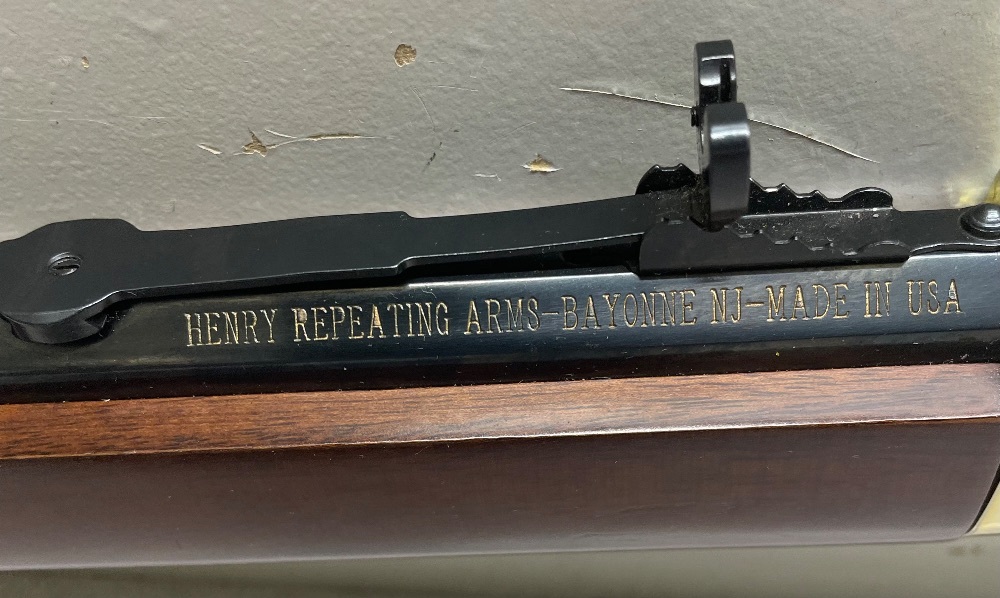 HENRY REPEATING ARMS-BAYONNE NJ-MADE IN USA